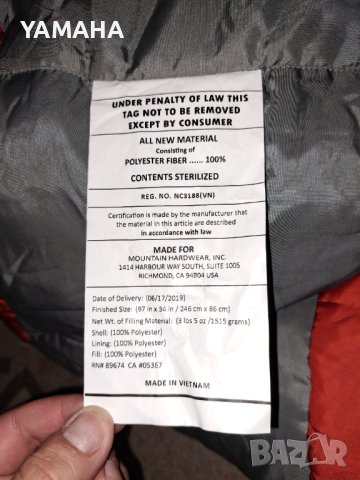 YAMAHA
UNDER PENALTY OF LAW THIS
TAG NOT TO BE REMOVED
EXCEPT BY CONSUMER
ALL NEW MATERIAL
Consisting of
POLYESTER FIBER ...... 100%
CONTENTS STERILIZED
REG. NO. NC3188(VN)
Certification is made by the manufacturer that
the material in this article are described
in accordance with law
MADE FOR
MOUNTAIN HARDWEAR, INC.
1414 HARBOUR WAY SOUTH, SUITE 1005
RICHMOND, CA 94804 USA
Date of Delivery: (06/17/2019)
Finished Size: (97 in x 34 in / 246 cm x 86 cm)
Net Wt. of Filling Material: (3 lbs 5 oz /1515 grams)
Shell: (100% Polyester)
Lining: (100% Polyester)
Fill: (100% Polyester)
RN# 89674 CA #05367
MADE IN VIETNAM
BAZAR